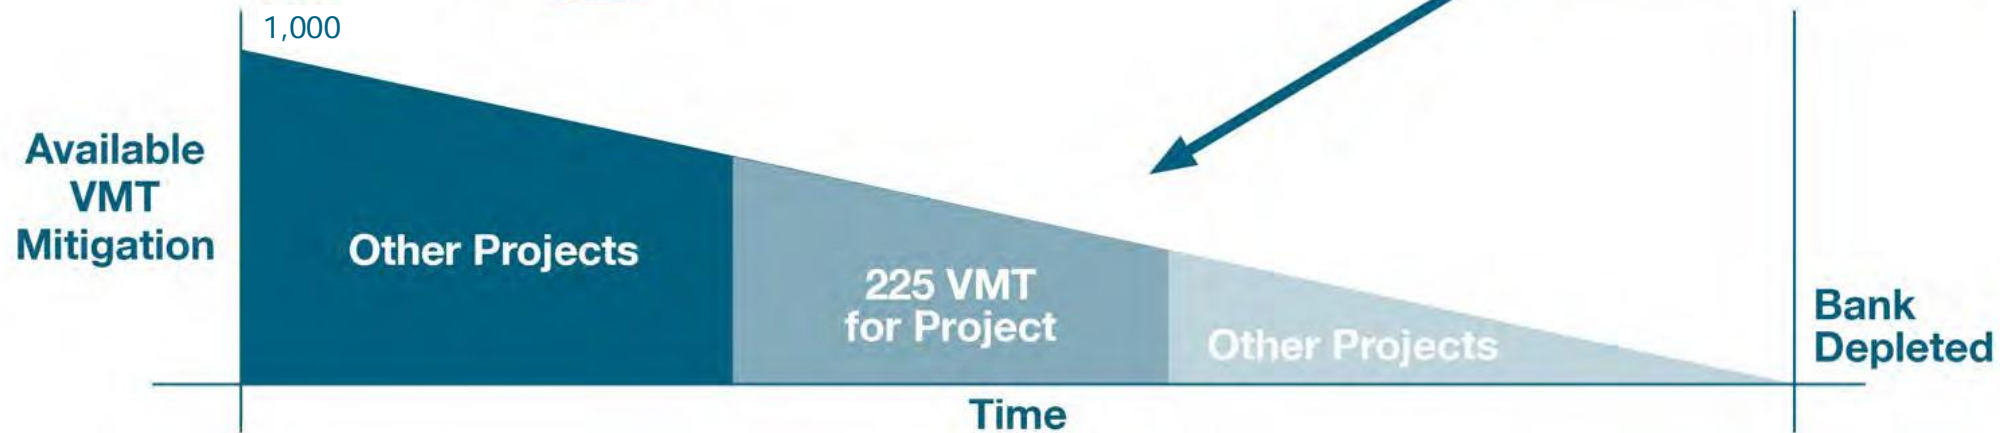 1,000
Available
VMT
Mitigation
Other Projects
225 VMT
for Project
Other Projects
Bank
Depleted
Time